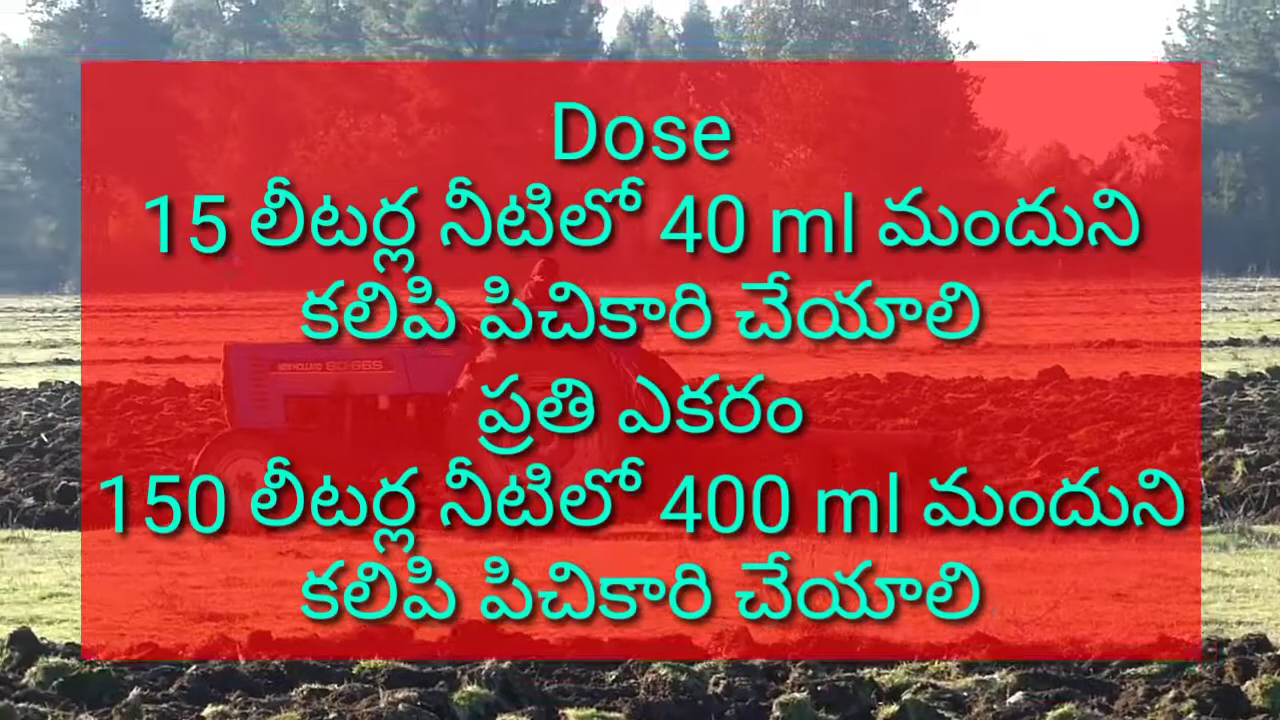 Dose
15 లీటర్ల నీటిలో 40 ml మందుని
కలిపి పిచికారి చేయాలి
ప్రతి ఎకరం
150 లీటర్ల నీటిలో 400 ml మందుని
కలిపి పిచికారి చేయాలి